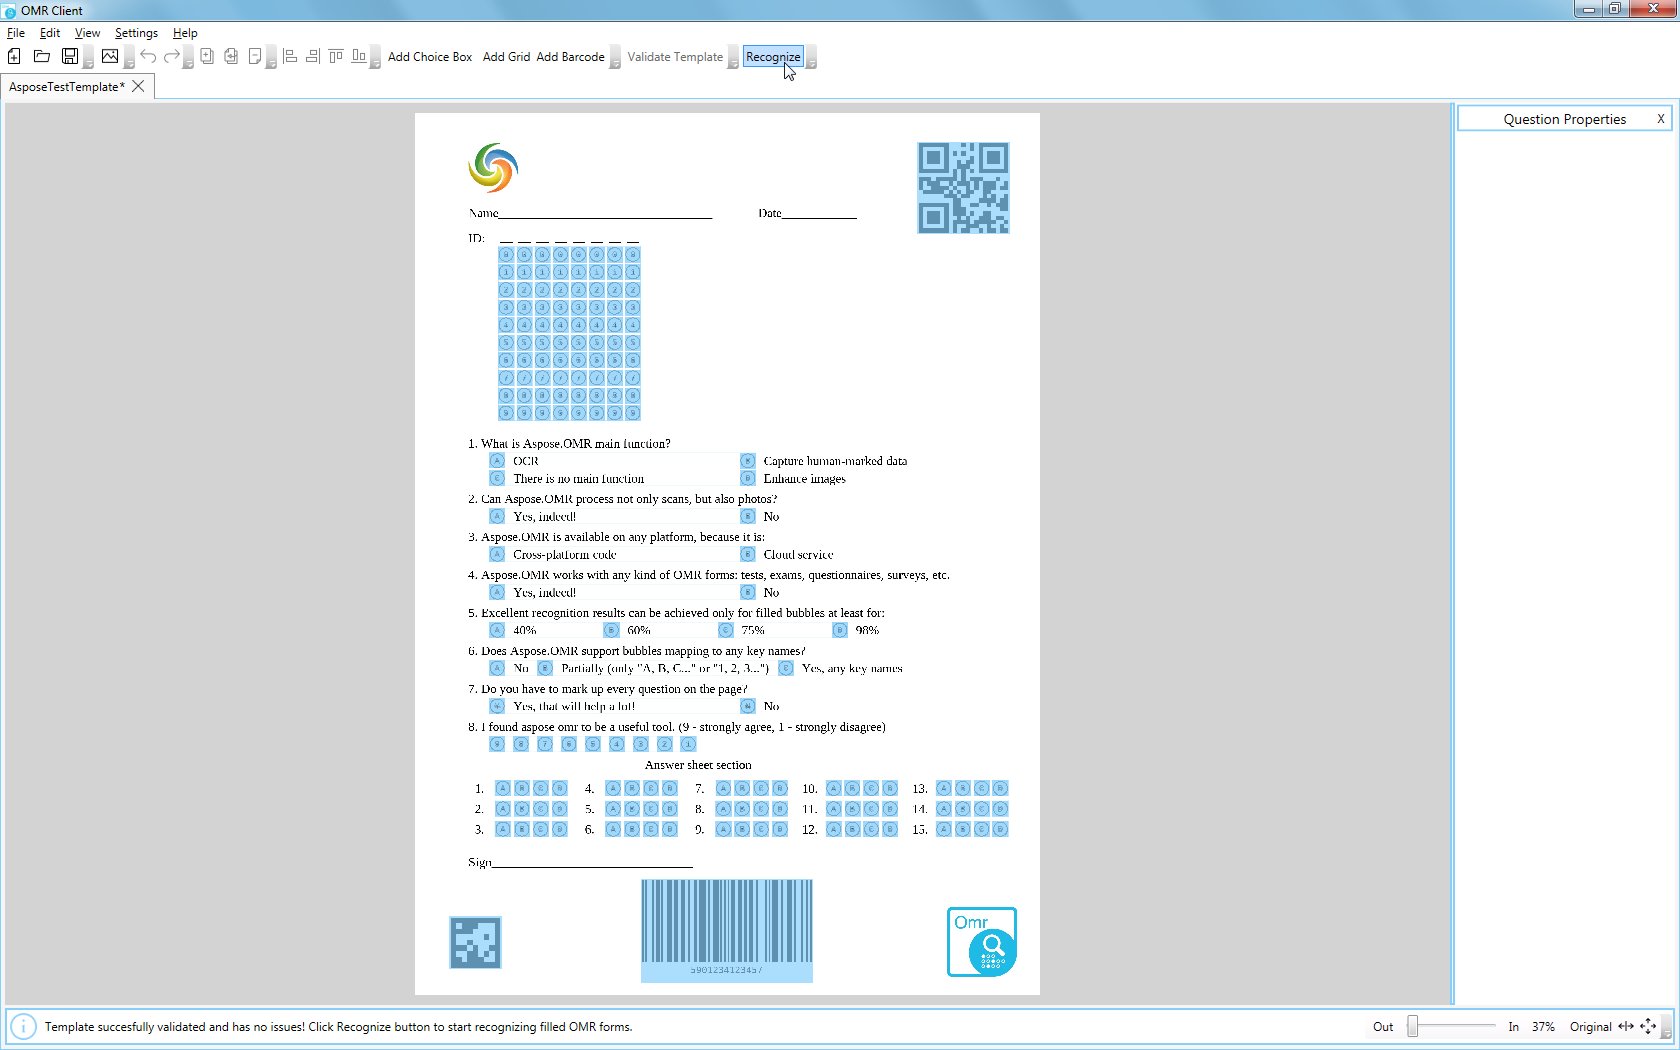 OMR Client
File Edit View Settings Help
Add Choice Box Add Grid Add Barcode Validate Template Recognize
AsposeTestTemplate*
Question Properties X
Name Date
ID:
0 0 0 0 0 0 0 0
1 1 1 1 1 1 1 1
2 2 2 2 2 2 2 2
3 3 3 3 3 3 3 3
4 4 4 4 4 4 4 4
5 5 5 5 5 5 5 5
6 6 6 6 6 6 6 6
7 7 7 7 7 7 7 7
8 8 8 8 8 8 8 8
9 9 9 9 9 9 9 9
1. What is Aspose.OMR main function?
A OCR B Capture human-marked data
C There is no main function D Enhance images
2. Can Aspose.OMR process not only scans, but also photos?
A Yes, indeed! B No
3. Aspose.OMR is available on any platform, because it is:
A Cross-platform code B Cloud service
4. Aspose.OMR works with any kind of OMR forms: tests, exams, questionnaires, surveys, etc.
A Yes, indeed! B No
5. Excellent recognition results can be achieved only for filled bubbles at least for:
A 40% B 60% C 75% D 98%
6. Does Aspose.OMR support bubbles mapping to any key names?
A No B Partially (only "A, B, C..." or "1, 2, 3...") C Yes, any key names
7. Do you have to mark up every question on the page?
Y Yes, that will help a lot! N No
8. I found aspose omr to be a useful tool. (9 - strongly agree, 1 - strongly disagree)
9 8 7 6 5 4 3 2 1
Answer sheet section
1. A B C D 4. A B C D 7. A B C D 10. A B C D 13. A B C D
2. A B C D 5. A B C D 8. A B C D 11. A B C D 14. A B C D
3. A B C D 6. A B C D 9. A B C D 12. A B C D 15. A B C D
Sign
5901234123457
Omr
Template succesfully validated and has no issues! Click Recognize button to start recognizing filled OMR forms.
Out In 37% Original